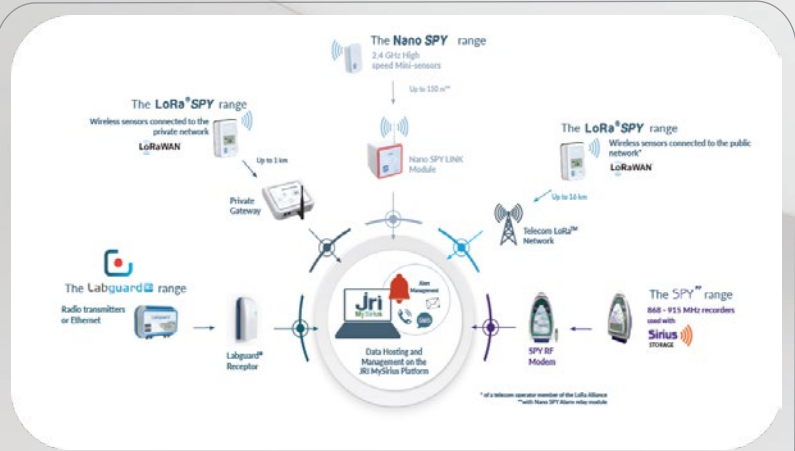 The Nano SPY range
2,4 GHz High
speed Mini-sensors
Up to 150 m**
Nano SPY LINK
Module
The LoRa®SPY range
Wireless sensors connected to the
private network
LoRaWAN
Up to 1 km
Private
Gateway
The LoRa®SPY range
Wireless sensors connected to the public
network*
LoRaWAN
Up to 16 km
Telecom LoRa™
Network
The Labguard range
Radio transmitters
or Ethernet
Labguard®
Receptor
jri
MySirius
Alert
Management
SMS
Data Hosting and
Management on the
JRI MySirius Platform
SPY RF
Modem
The SPY™ range
868 - 915 MHz recorders
used with
Sirius
STORAGE
* of a telecom operator member of the LoRa Alliance
**with Nano SPY Alarm relay module